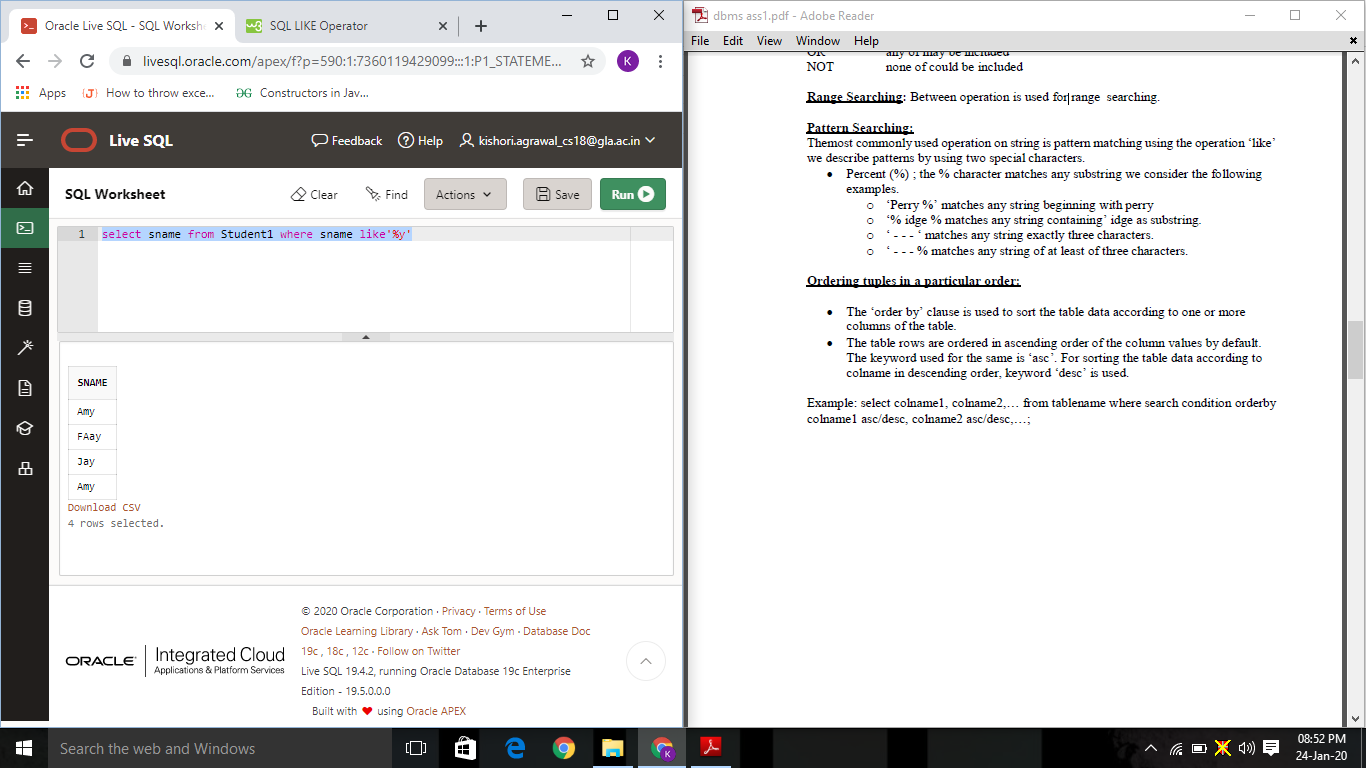 Oracle Live SQL - SQL Workshe
SQL LIKE Operator
livesql.oracle.com/apex/f?p=590:1:7360119429099:::1:P1_STATEME...
K
Apps
How to throw exce...
Constructors in Jav...
Live SQL
Feedback
Help
kishori.agrawal_cs18@gla.ac.in
SQL Worksheet
Clear
Find
Actions
Save
Run
1 select sname from Student1 where sname like'%y'
SNAME
Amy
FAay
Jay
Amy
Download CSV
4 rows selected.
© 2020 Oracle Corporation · Privacy · Terms of Use
Oracle Learning Library · Ask Tom · Dev Gym · Database Doc
19c , 18c , 12c · Follow on Twitter
Live SQL 19.4.2, running Oracle Database 19c Enterprise
Edition - 19.5.0.0.0
Built with ❤ using Oracle APEX
ORACLE Integrated Cloud
Applications & Platform Services
dbms ass1.pdf - Adobe Reader
File Edit View Window Help
OR any of may be included
NOT none of could be included
Range Searching: Between operation is used for range searching.
Pattern Searching:
Themost commonly used operation on string is pattern matching using the operation ‘like’
we describe patterns by using two special characters.
• Percent (%) ; the % character matches any substring we consider the following
examples.
o ‘Perry %’ matches any string beginning with perry
o ‘% idge % matches any string containing’ idge as substring.
o ‘ - - - ‘ matches any string exactly three characters.
o ‘ - - - % matches any string of at least of three characters.
Ordering tuples in a particular order:
• The ‘order by’ clause is used to sort the table data according to one or more
columns of the table.
• The table rows are ordered in ascending order of the column values by default.
The keyword used for the same is ‘asc’. For sorting the table data according to
colname in descending order, keyword ‘desc’ is used.
Example: select colname1, colname2,… from tablename where search condition orderby
colname1 asc/desc, colname2 asc/desc,…;
Search the web and Windows
08:52 PM
24-Jan-20